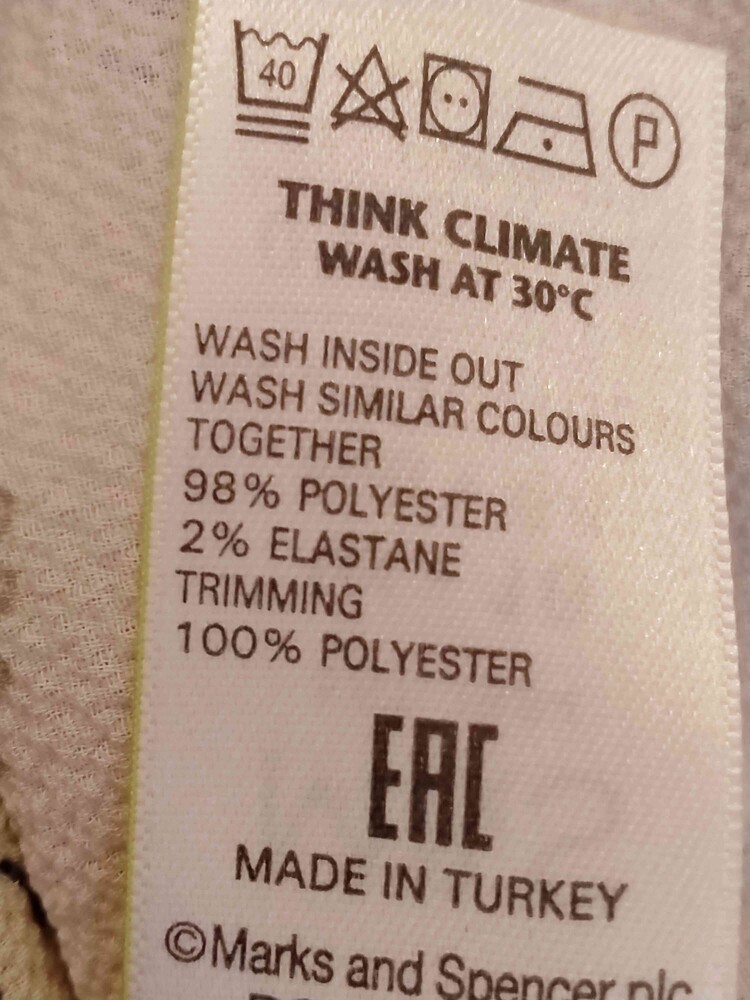 40
P
THINK CLIMATE
WASH AT 30°C
WASH INSIDE OUT
WASH SIMILAR COLOURS
TOGETHER
98% POLYESTER
2% ELASTANE
TRIMMING
100% POLYESTER
EAC
MADE IN TURKEY
©Marks and Spencer plc